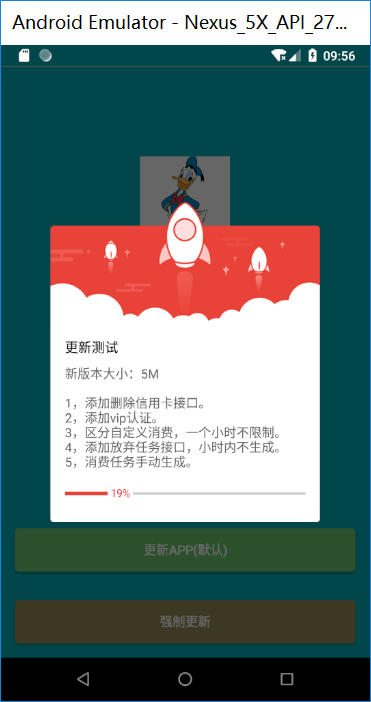 Android Emulator - Nexus_5X_API_27...
09:56
更新测试
新版本大小：5M
1，添加删除信用卡接口。
2，添加vip认证。
3，区分自定义消费，一个小时不限制。
4，添加放弃任务接口，小时内不生成。
5，消费任务手动生成。
19%
更新APP(默认)
强制更新